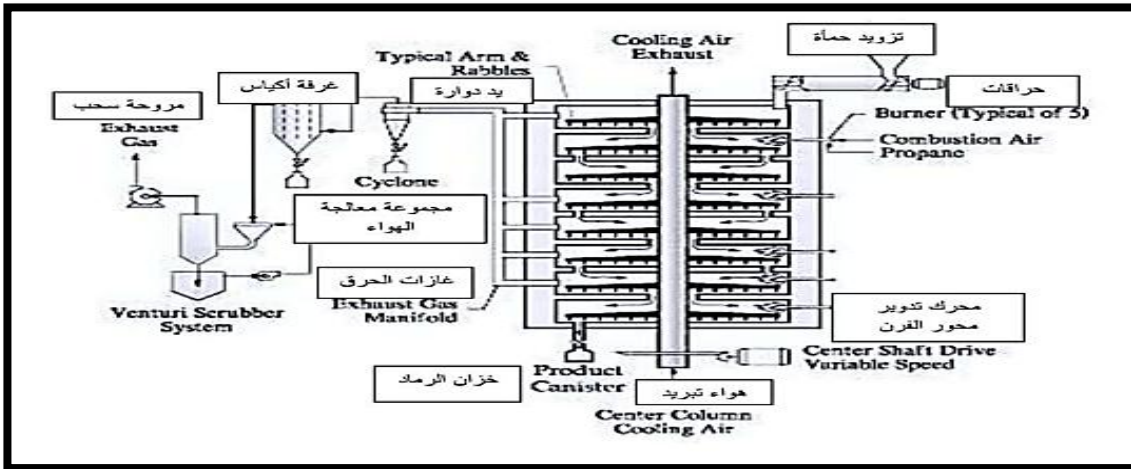 تزويد حمأة
Cooling Air
Exhaust
Typical Arm &
Rabbles
يد دوارة
غرفة أكياس
حراقات
مروحة سحب
Exhaust
Gas
Burner (Typical of 5)
Combustion Air
Propane
Cyclone
مجموعة معالجة
الهواء
غازات الحرق
Exhaust Gas
Manifold
Venturi Scrubber
System
محرك تدوير
محور الفرن
Center Shaft Drive
Variable Speed
خزان الرماد
Product
Canister
هواء تبريد
Center Column
Cooling Air